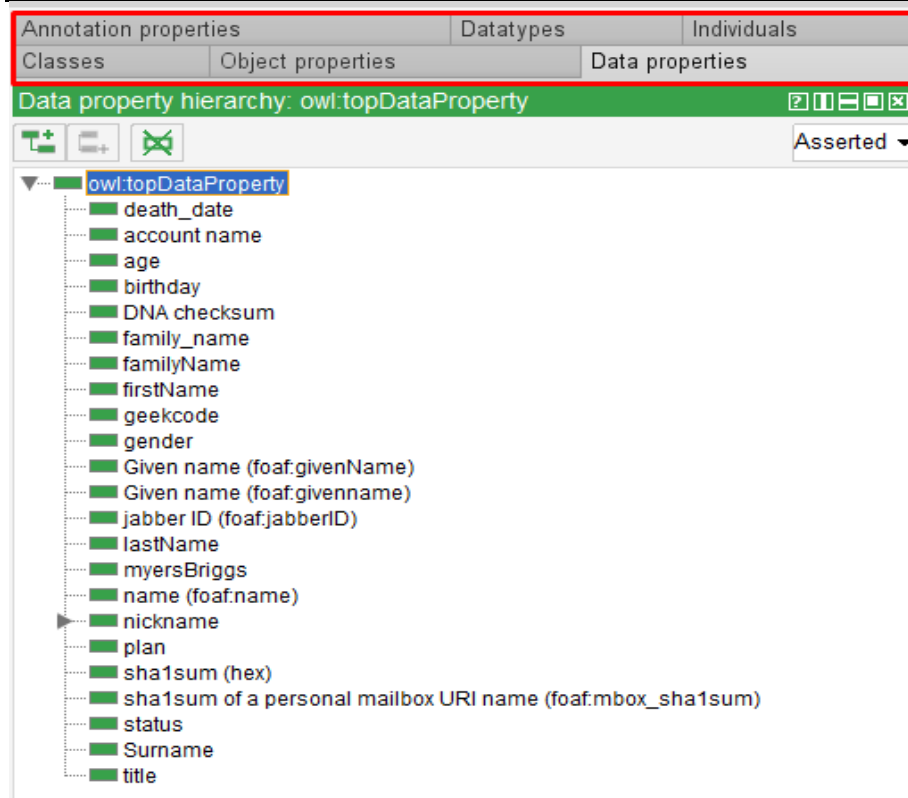 Annotation properties Datatypes Individuals
Classes Object properties Data properties
Data property hierarchy: owl:topDataProperty
Asserted
owl:topDataProperty
death_date
account name
age
birthday
DNA checksum
family_name
familyName
firstName
geekcode
gender
Given name (foaf:givenName)
Given name (foaf:givenname)
jabber ID (foaf:jabberID)
lastName
myersBriggs
name (foaf:name)
nickname
plan
sha1sum (hex)
sha1sum of a personal mailbox URI name (foaf:mbox_sha1sum)
status
Surname
title